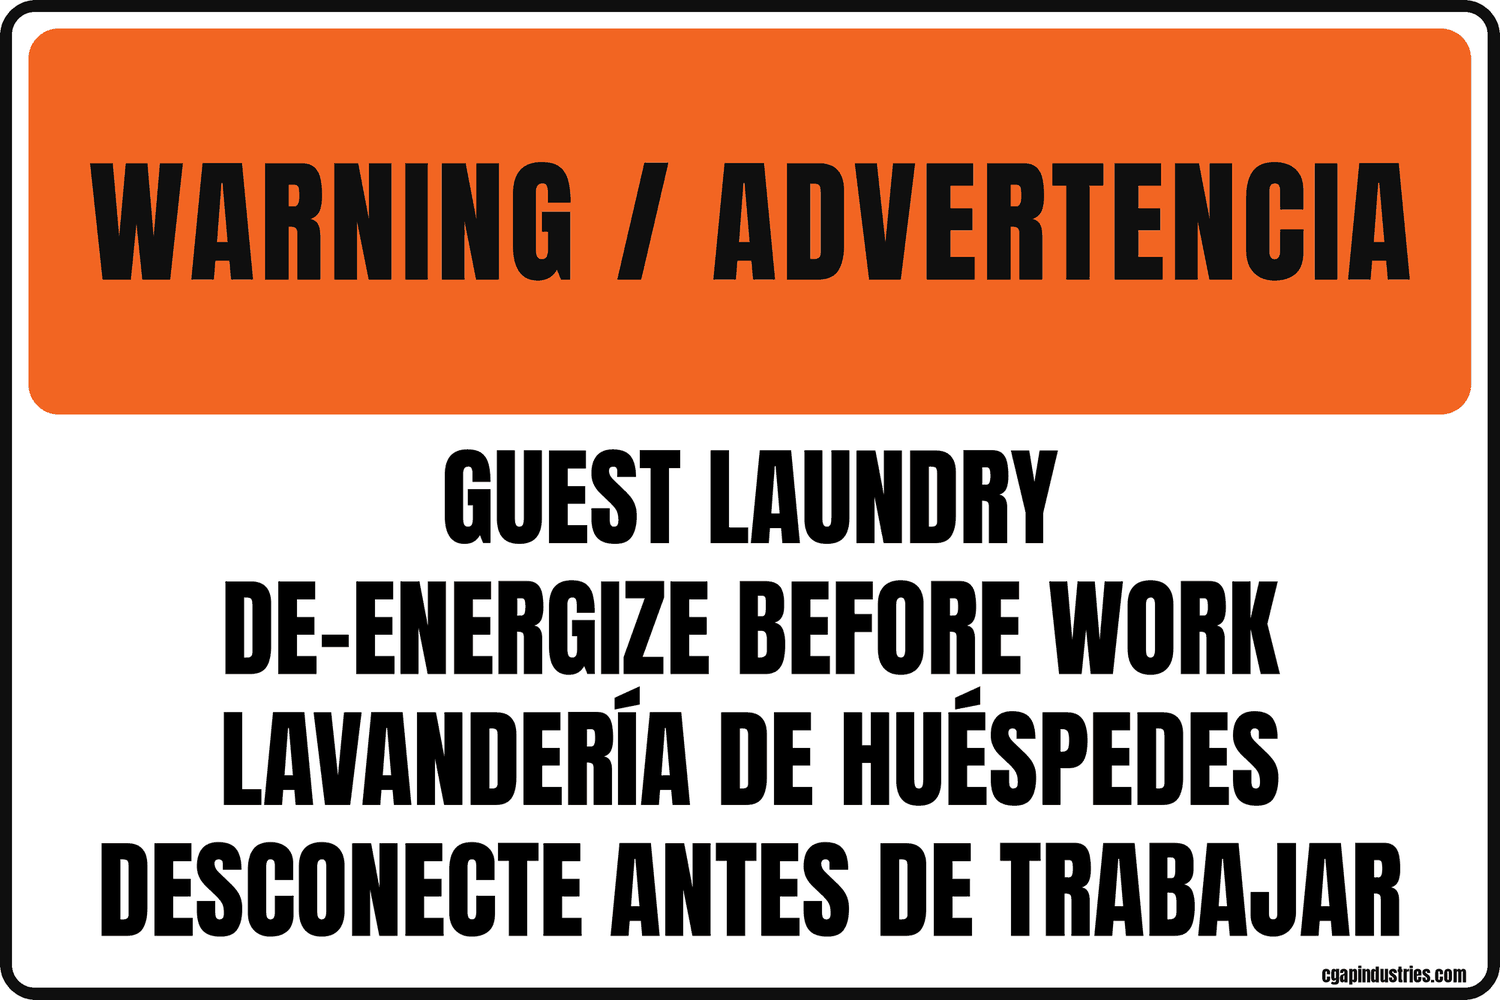 WARNING / ADVERTENCIA
GUEST LAUNDRY
DE-ENERGIZE BEFORE WORK
LAVANDERÍA DE HUÉSPEDES
DESCONECTE ANTES DE TRABAJAR
cgapindustries.com